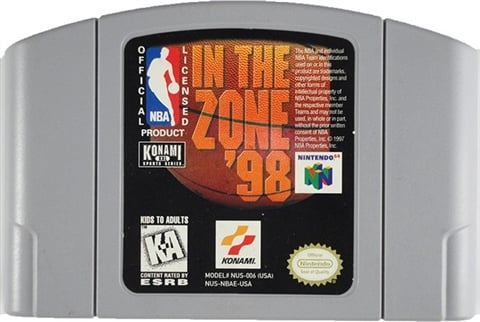 OFFICIAL
LICENSED
NBA
PRODUCT
KONAMI
XXL
SPORTS SERIES
IN THE
ZONE
'98
The NBA and individual
NBA Team identifications
used on or in this
product are trademarks,
copyrighted designs and
other forms of
intellectual property of
NBA Properties, Inc. and
the respective member
Teams and may not be
used, in whole or in part,
without the prior written
consent of NBA
Properties, Inc. © 1997
NBA Properties, Inc.
NINTENDO 64
KIDS TO ADULTS
K-A
CONTENT RATED BY
ESRB
KONAMI
MODEL# NUS-006 (USA)
NUS-NBAE-USA
Official
Nintendo
Seal of Quality